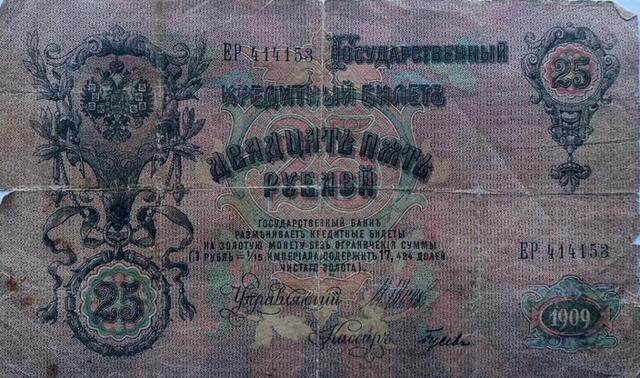 ЕР 414153 Государственный 25
Кредитный Билетъ
Двадцать пять
рублей
ГОСУДАРСТВЕННЫЙ БАНКЪ
РАЗМѢНИВАЕТЪ КРЕДИТНЫЕ БИЛЕТЫ
НА ЗОЛОТУЮ МОНЕТУ БЕЗЪ ОГРАНИЧЕНІЯ СУММЫ
(1 РУБЛЬ = 1/15 ИМПЕРІАЛА, СОДЕРЖИТЪ 17,424 ДОЛЕЙ
ЧИСТАГО ЗОЛОТА).
ЕР 414153
25
Управляющій
1909
Кассиръ